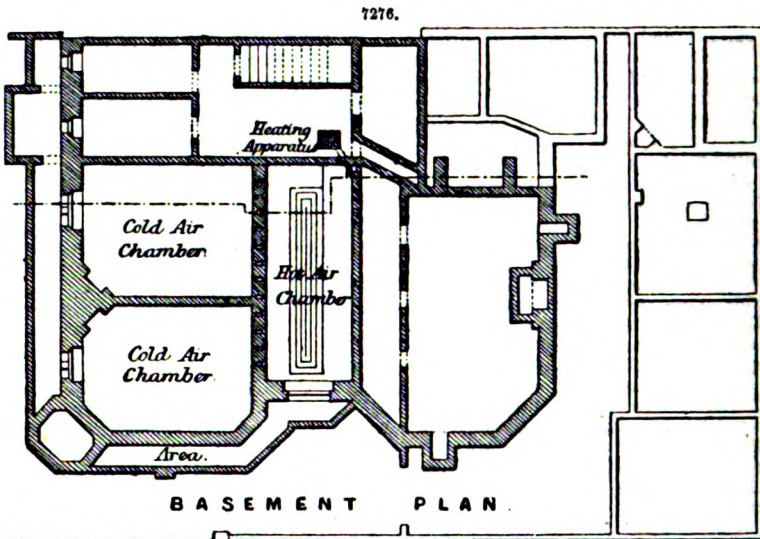 7276.
Heating
Apparatus
Cold Air
Chamber.
Hot Air
Chamber
Cold Air
Chamber.
Area.
BASEMENT PLAN.